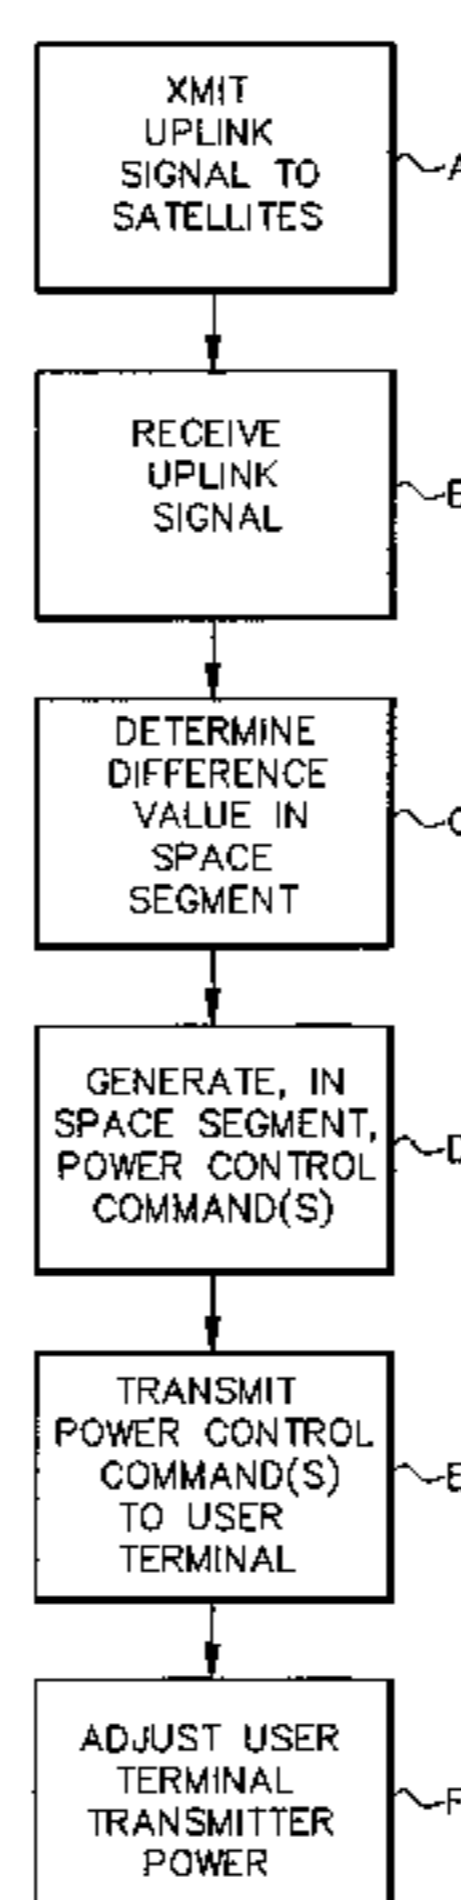 XMIT
UPLINK
SIGNAL TO
SATELLITES
A
RECEIVE
UPLINK
SIGNAL
B
DETERMINE
DIFFERENCE
VALUE IN
SPACE
SEGMENT
C
GENERATE, IN
SPACE SEGMENT,
POWER CONTROL
COMMAND(S)
D
TRANSMIT
POWER CONTROL
COMMAND(S)
TO USER
TERMINAL
E
ADJUST USER
TERMINAL
TRANSMITTER
POWER
F